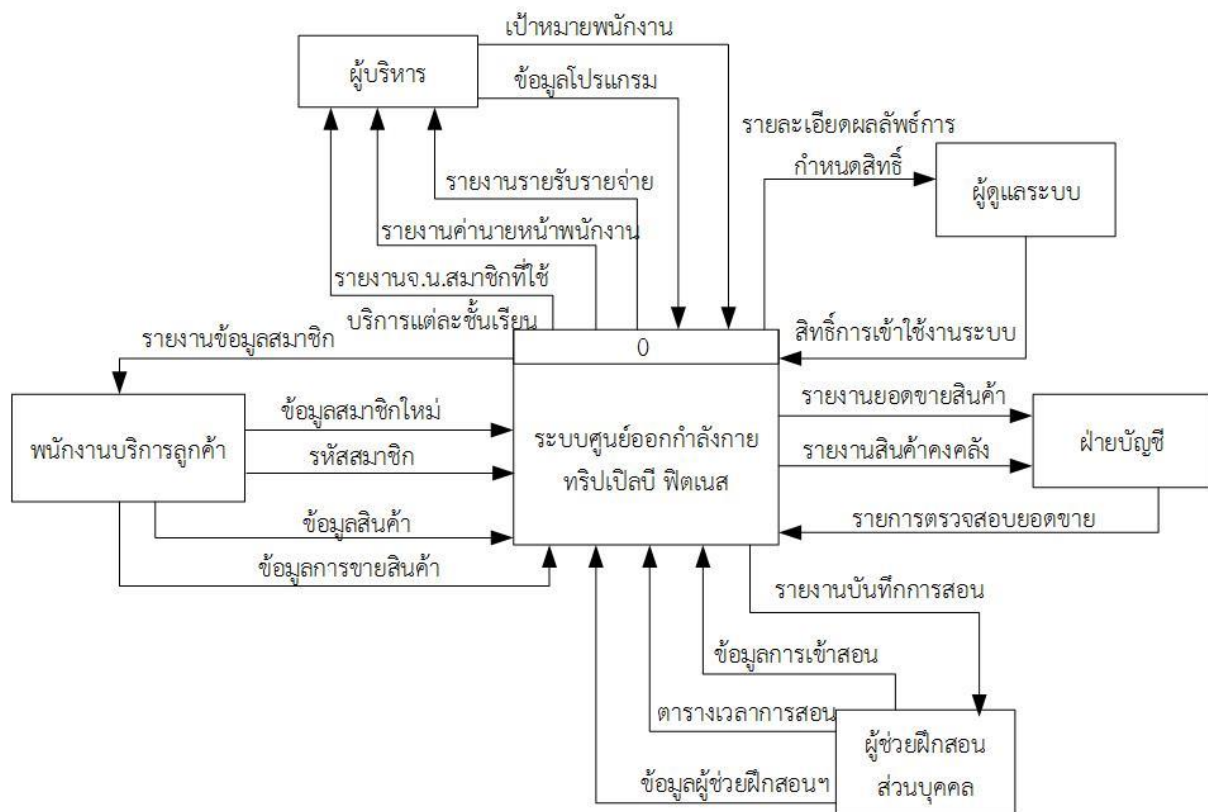 เป้าหมายพนักงาน
ผู้บริหาร
ข้อมูลโปรแกรม
รายละเอียดผลลัพธ์การ
กำหนดสิทธิ์
ผู้ดูแลระบบ
รายงานรายรับรายจ่าย
รายงานค่านายหน้าพนักงาน
รายงานจ.น.สมาชิกที่ใช้
บริการแต่ละชั้นเรียน
สิทธิ์การเข้าใช้งานระบบ
รายงานข้อมูลสมาชิก
0
รายงานยอดขายสินค้า
ข้อมูลสมาชิกใหม่
พนักงานบริการลูกค้า
ระบบศูนย์ออกกำลังกาย
ทริปเปิลบี ฟิตเนส
ฝ่ายบัญชี
รหัสสมาชิก
รายงานสินค้าคงคลัง
ข้อมูลสินค้า
รายการตรวจสอบยอดขาย
ข้อมูลการขายสินค้า
รายงานบันทึกการสอน
ข้อมูลการเข้าสอน
ตารางเวลาการสอน
ผู้ช่วยฝึกสอน
ส่วนบุคคล
ข้อมูลผู้ช่วยฝึกสอนฯ